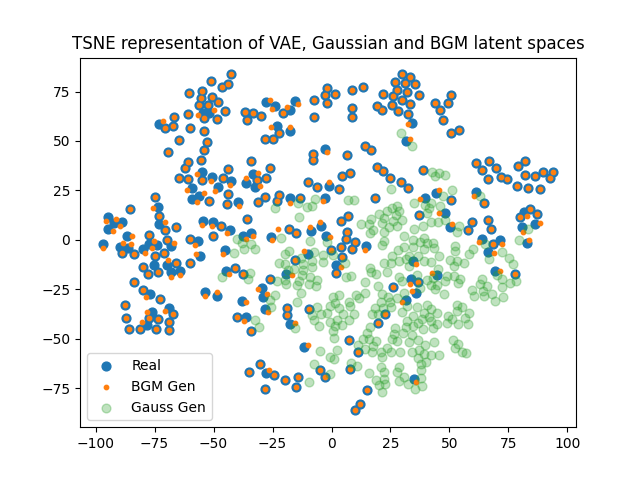 TSNE representation of VAE, Gaussian and BGM latent spaces
75
50
25
0
−25
−50
−75
Real
BGM Gen
Gauss Gen
−100 −75 −50 −25 0 25 50 75 100